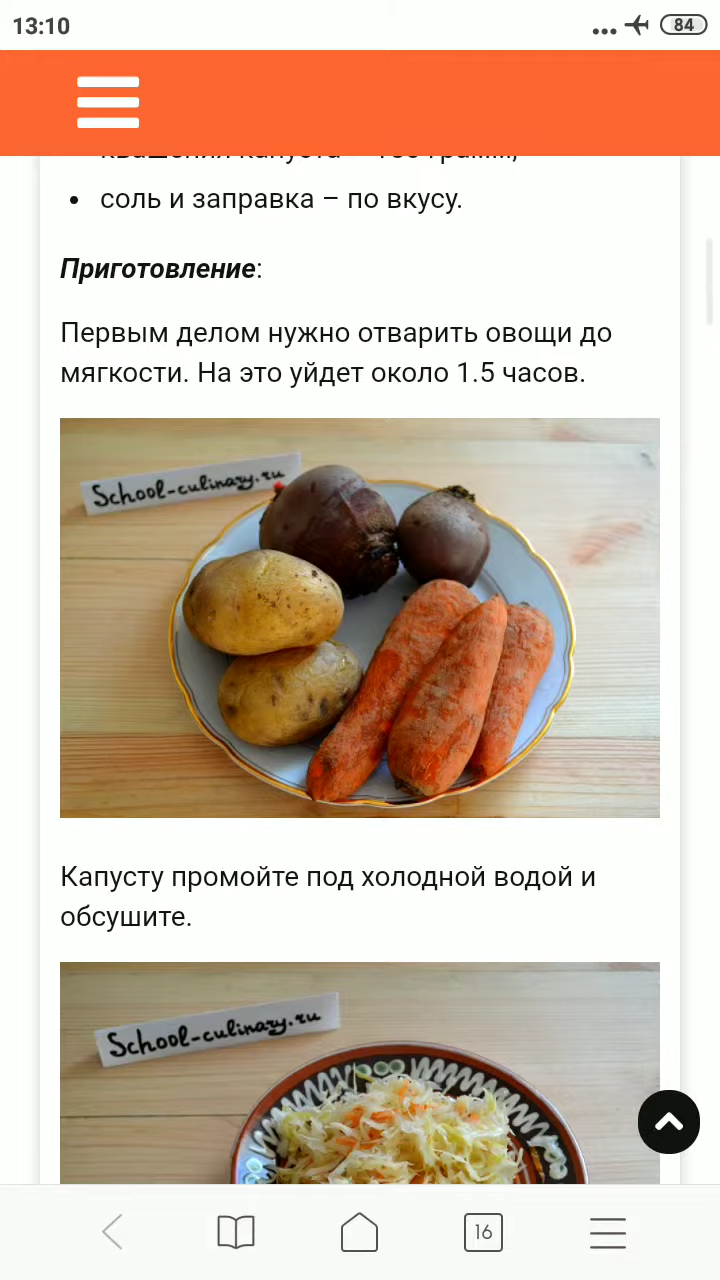 13:10
84
соль и заправка – по вкусу.
Приготовление:
Первым делом нужно отварить овощи до
мягкости. На это уйдет около 1.5 часов.
School-culinary.ru
Капусту промойте под холодной водой и
обсушите.
School-culinary.ru
16